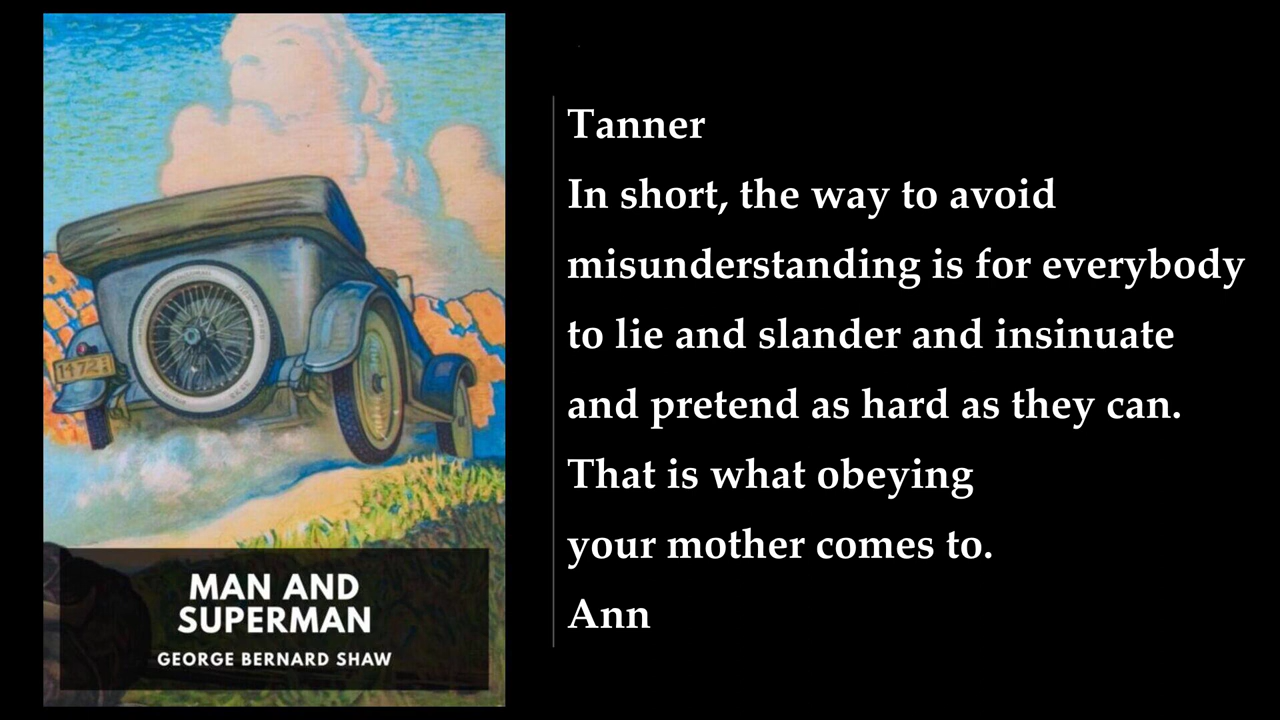 Tanner
In short, the way to avoid
misunderstanding is for everybody
to lie and slander and insinuate
and pretend as hard as they can.
That is what obeying
your mother comes to.
Ann
1472
MAN AND
SUPERMAN
GEORGE BERNARD SHAW